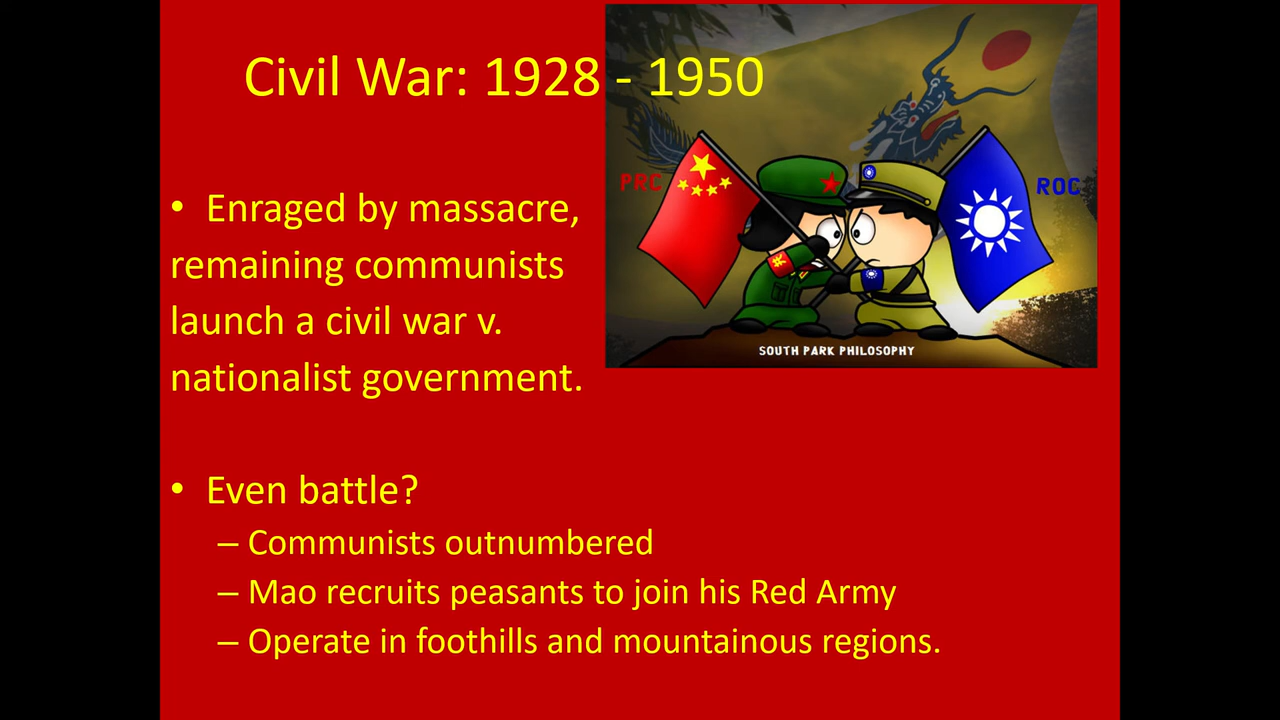 Civil War: 1928 - 1950
PRC
ROC
SOUTH PARK PHILOSOPHY
• Enraged by massacre,
remaining communists
launch a civil war v.
nationalist government.
• Even battle?
– Communists outnumbered
– Mao recruits peasants to join his Red Army
– Operate in foothills and mountainous regions.